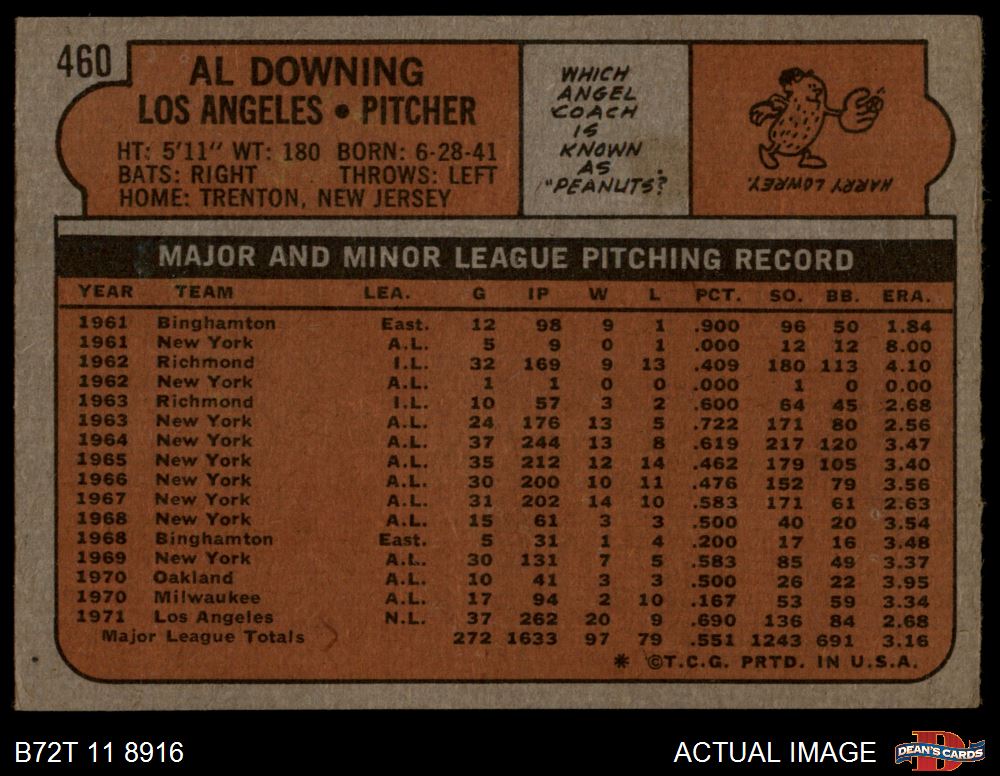 460
AL DOWNING
LOS ANGELES • PITCHER
HT: 5'11" WT: 180 BORN: 6-28-41
BATS: RIGHT THROWS: LEFT
HOME: TRENTON, NEW JERSEY
WHICH
ANGEL
COACH
IS
KNOWN
AS
"PEANUTS?
HARRY LOWREY.
MAJOR AND MINOR LEAGUE PITCHING RECORD
YEAR TEAM LEA. G IP W L PCT. SO. BB. ERA.
1961 Binghamton East. 12 98 9 1 .900 96 50 1.84
1961 New York A.L. 5 9 0 1 .000 12 12 8.00
1962 Richmond I.L. 32 169 9 13 .409 180 113 4.10
1962 New York A.L. 1 1 0 0 .000 1 0 0.00
1963 Richmond I.L. 10 57 3 2 .600 64 45 2.68
1963 New York A.L. 24 176 13 5 .722 171 80 2.56
1964 New York A.L. 37 244 13 8 .619 217 120 3.47
1965 New York A.L. 35 212 12 14 .462 179 105 3.40
1966 New York A.L. 30 200 10 11 .476 152 79 3.56
1967 New York A.L. 31 202 14 10 .583 171 61 2.63
1968 New York A.L. 15 61 3 3 .500 40 20 3.54
1968 Binghamton East. 5 31 1 4 .200 17 16 3.48
1969 New York A.L. 30 131 7 5 .583 85 49 3.37
1970 Oakland A.L. 10 41 3 3 .500 26 22 3.95
1970 Milwaukee A.L. 17 94 2 10 .167 53 59 3.34
1971 Los Angeles N.L. 37 262 20 9 .690 136 84 2.68
Major League Totals 272 1633 97 79 .551 1243 691 3.16
* ©T.C.G. PRTD. IN U.S.A.
B72T 11 8916
ACTUAL IMAGE
DEAN'S CARDS